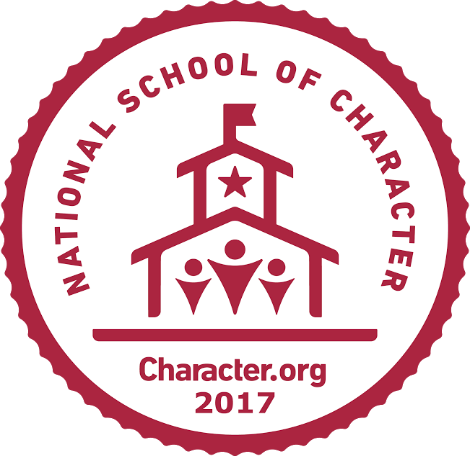 NATIONAL SCHOOL OF CHARACTER
Character.org
2017